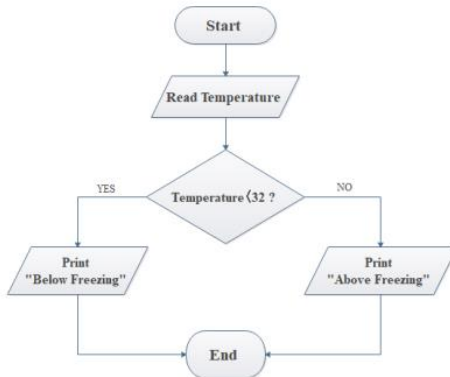 Start
Read Temperature
Temperature<32 ?
YES
NO
Print
"Below Freezing"
Print
"Above Freezing"
End